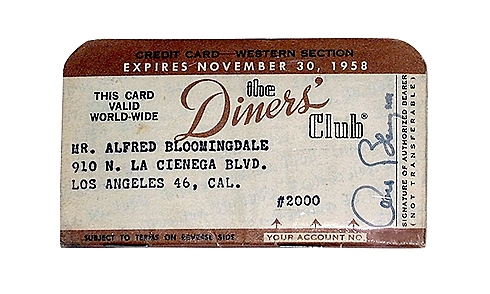 CREDIT CARD—WESTERN SECTION
EXPIRES NOVEMBER 30, 1958
THIS CARD
VALID
WORLD-WIDE
the
Diners'
Club®
MR. ALFRED BLOOMINGDALE
910 N. LA CIENEGA BLVD.
LOS ANGELES 46, CAL.
#2000
SUBJECT TO TERMS ON REVERSE SIDE.
YOUR ACCOUNT NO.
SIGNATURE OF AUTHORIZED BEARER
(NOT TRANSFERABLE)